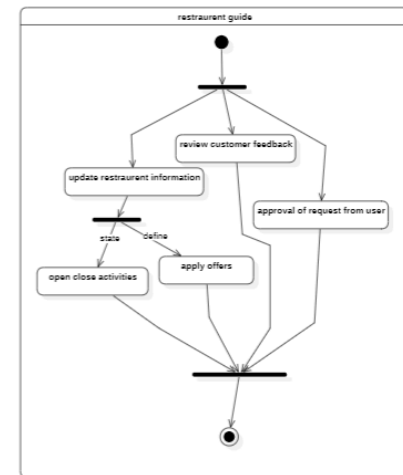 restraurent guide
review customer feedback
update restraurent information
approval of request from user
state
define
open close activities
apply offers